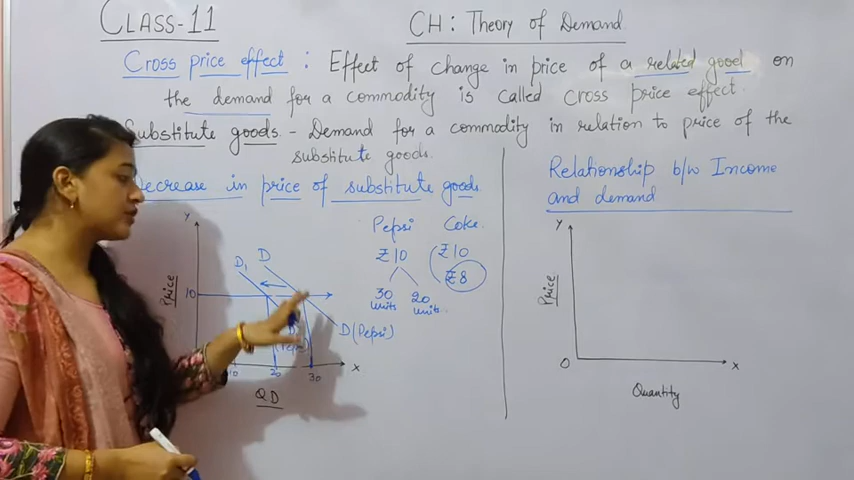 CLASS-11
CH: Theory of Demand
Cross price effect : Effect of change in price of a related good on
the demand for a commodity is called cross price effect.
Substitute goods. - Demand for a commodity in relation to price of the
substitute goods.
Decrease in price of substitute goods
Y
Price
10
D1
D
D (Pepsi)
(Pepsi)
10
20
30
X
QD
Pepsi Coke.
₹10 ₹10
₹8
30 units
20 units.
Relationship b/w Income
and demand
Y
Price
O
X
Quantity